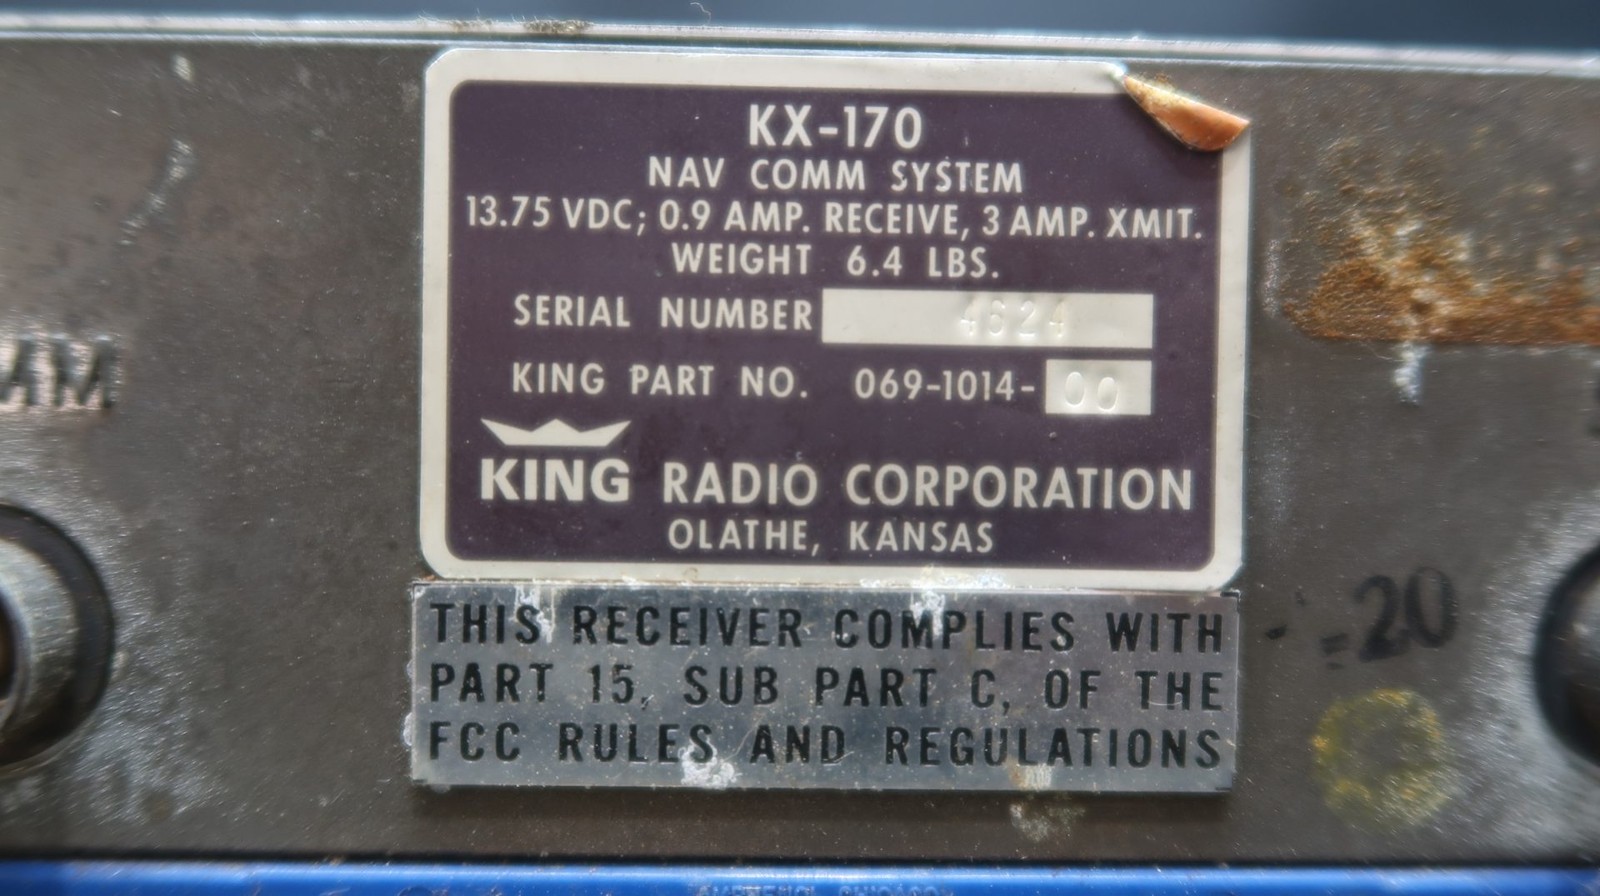 KX-170
NAV COMM SYSTEM
13.75 VDC; 0.9 AMP. RECEIVE, 3 AMP. XMIT.
WEIGHT 6.4 LBS.
SERIAL NUMBER 4624
KING PART NO. 069-1014-00
KING RADIO CORPORATION
OLATHE, KANSAS
THIS RECEIVER COMPLIES WITH
PART 15, SUB PART C, OF THE
FCC RULES AND REGULATIONS
-20